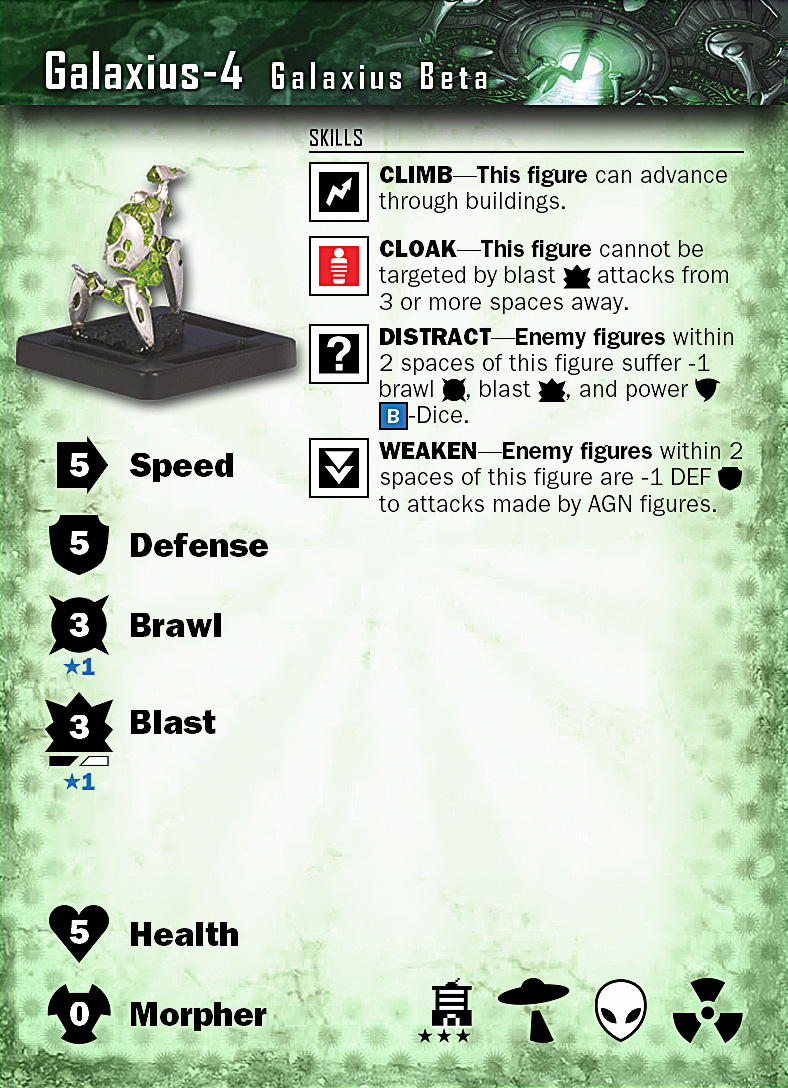 Galaxius-4 Galaxius Beta
SKILLS
CLIMB—This figure can advance
through buildings.
CLOAK—This figure cannot be
targeted by blast attacks from
3 or more spaces away.
DISTRACT—Enemy figures within
2 spaces of this figure suffer -1
brawl , blast , and power
B-Dice.
WEAKEN—Enemy figures within 2
spaces of this figure are -1 DEF
to attacks made by AGN figures.
5 Speed
5 Defense
3 Brawl
★1
3 Blast
★1
5 Health
0 Morpher
★★★